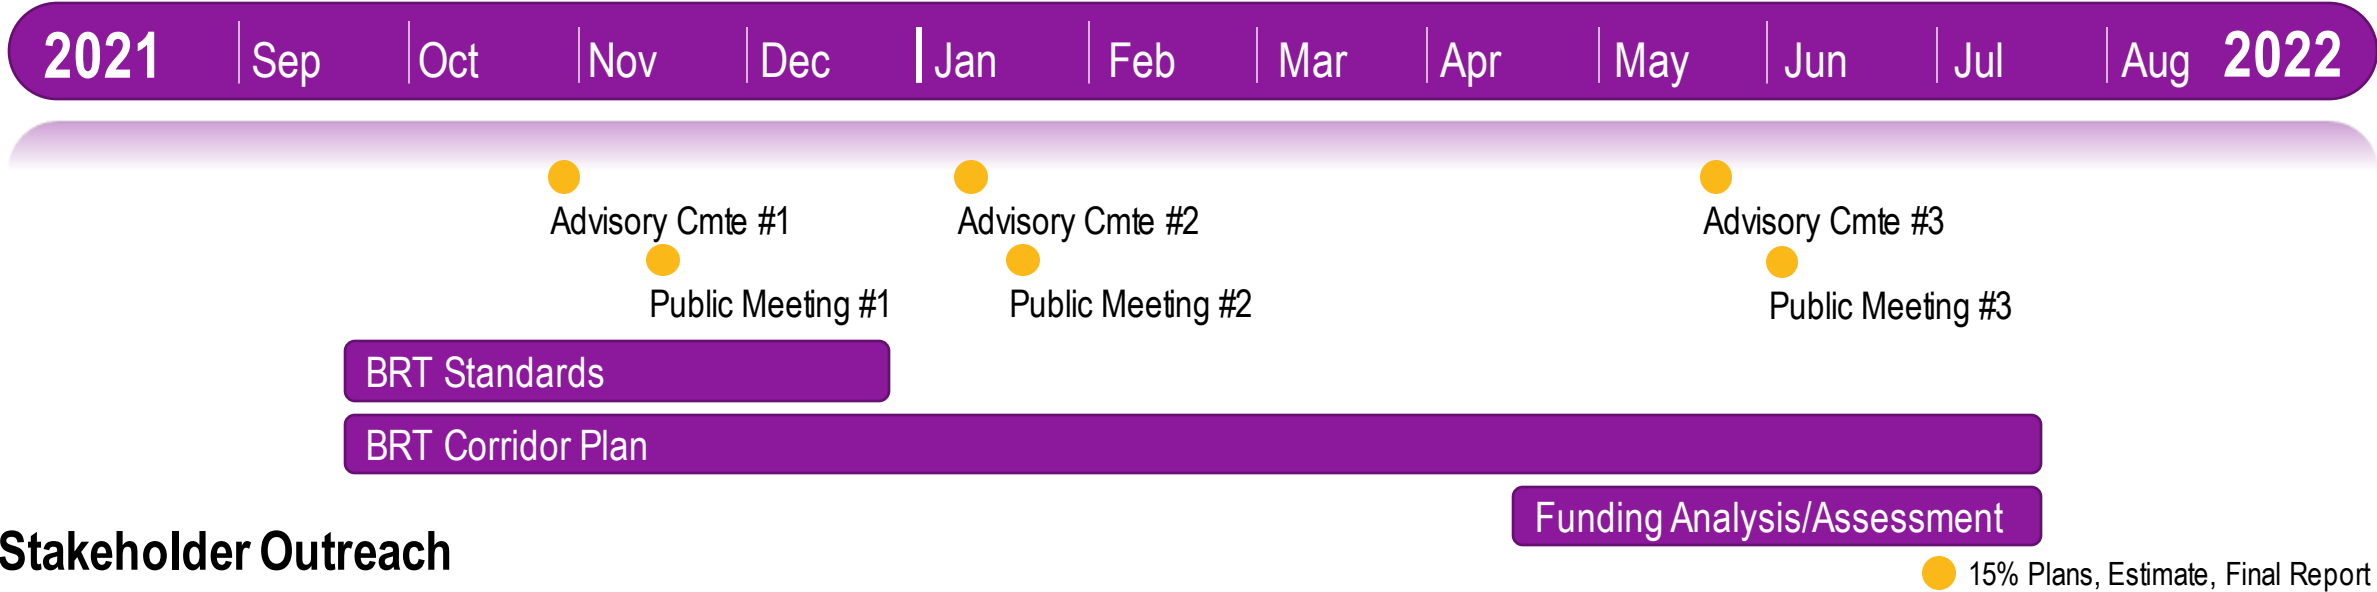 2021 Sep Oct Nov Dec Jan Feb Mar Apr May Jun Jul Aug 2022
Advisory Cmte #1 Advisory Cmte #2 Advisory Cmte #3
Public Meeting #1 Public Meeting #2 Public Meeting #3
BRT Standards
BRT Corridor Plan
Funding Analysis/Assessment
Stakeholder Outreach
15% Plans, Estimate, Final Report